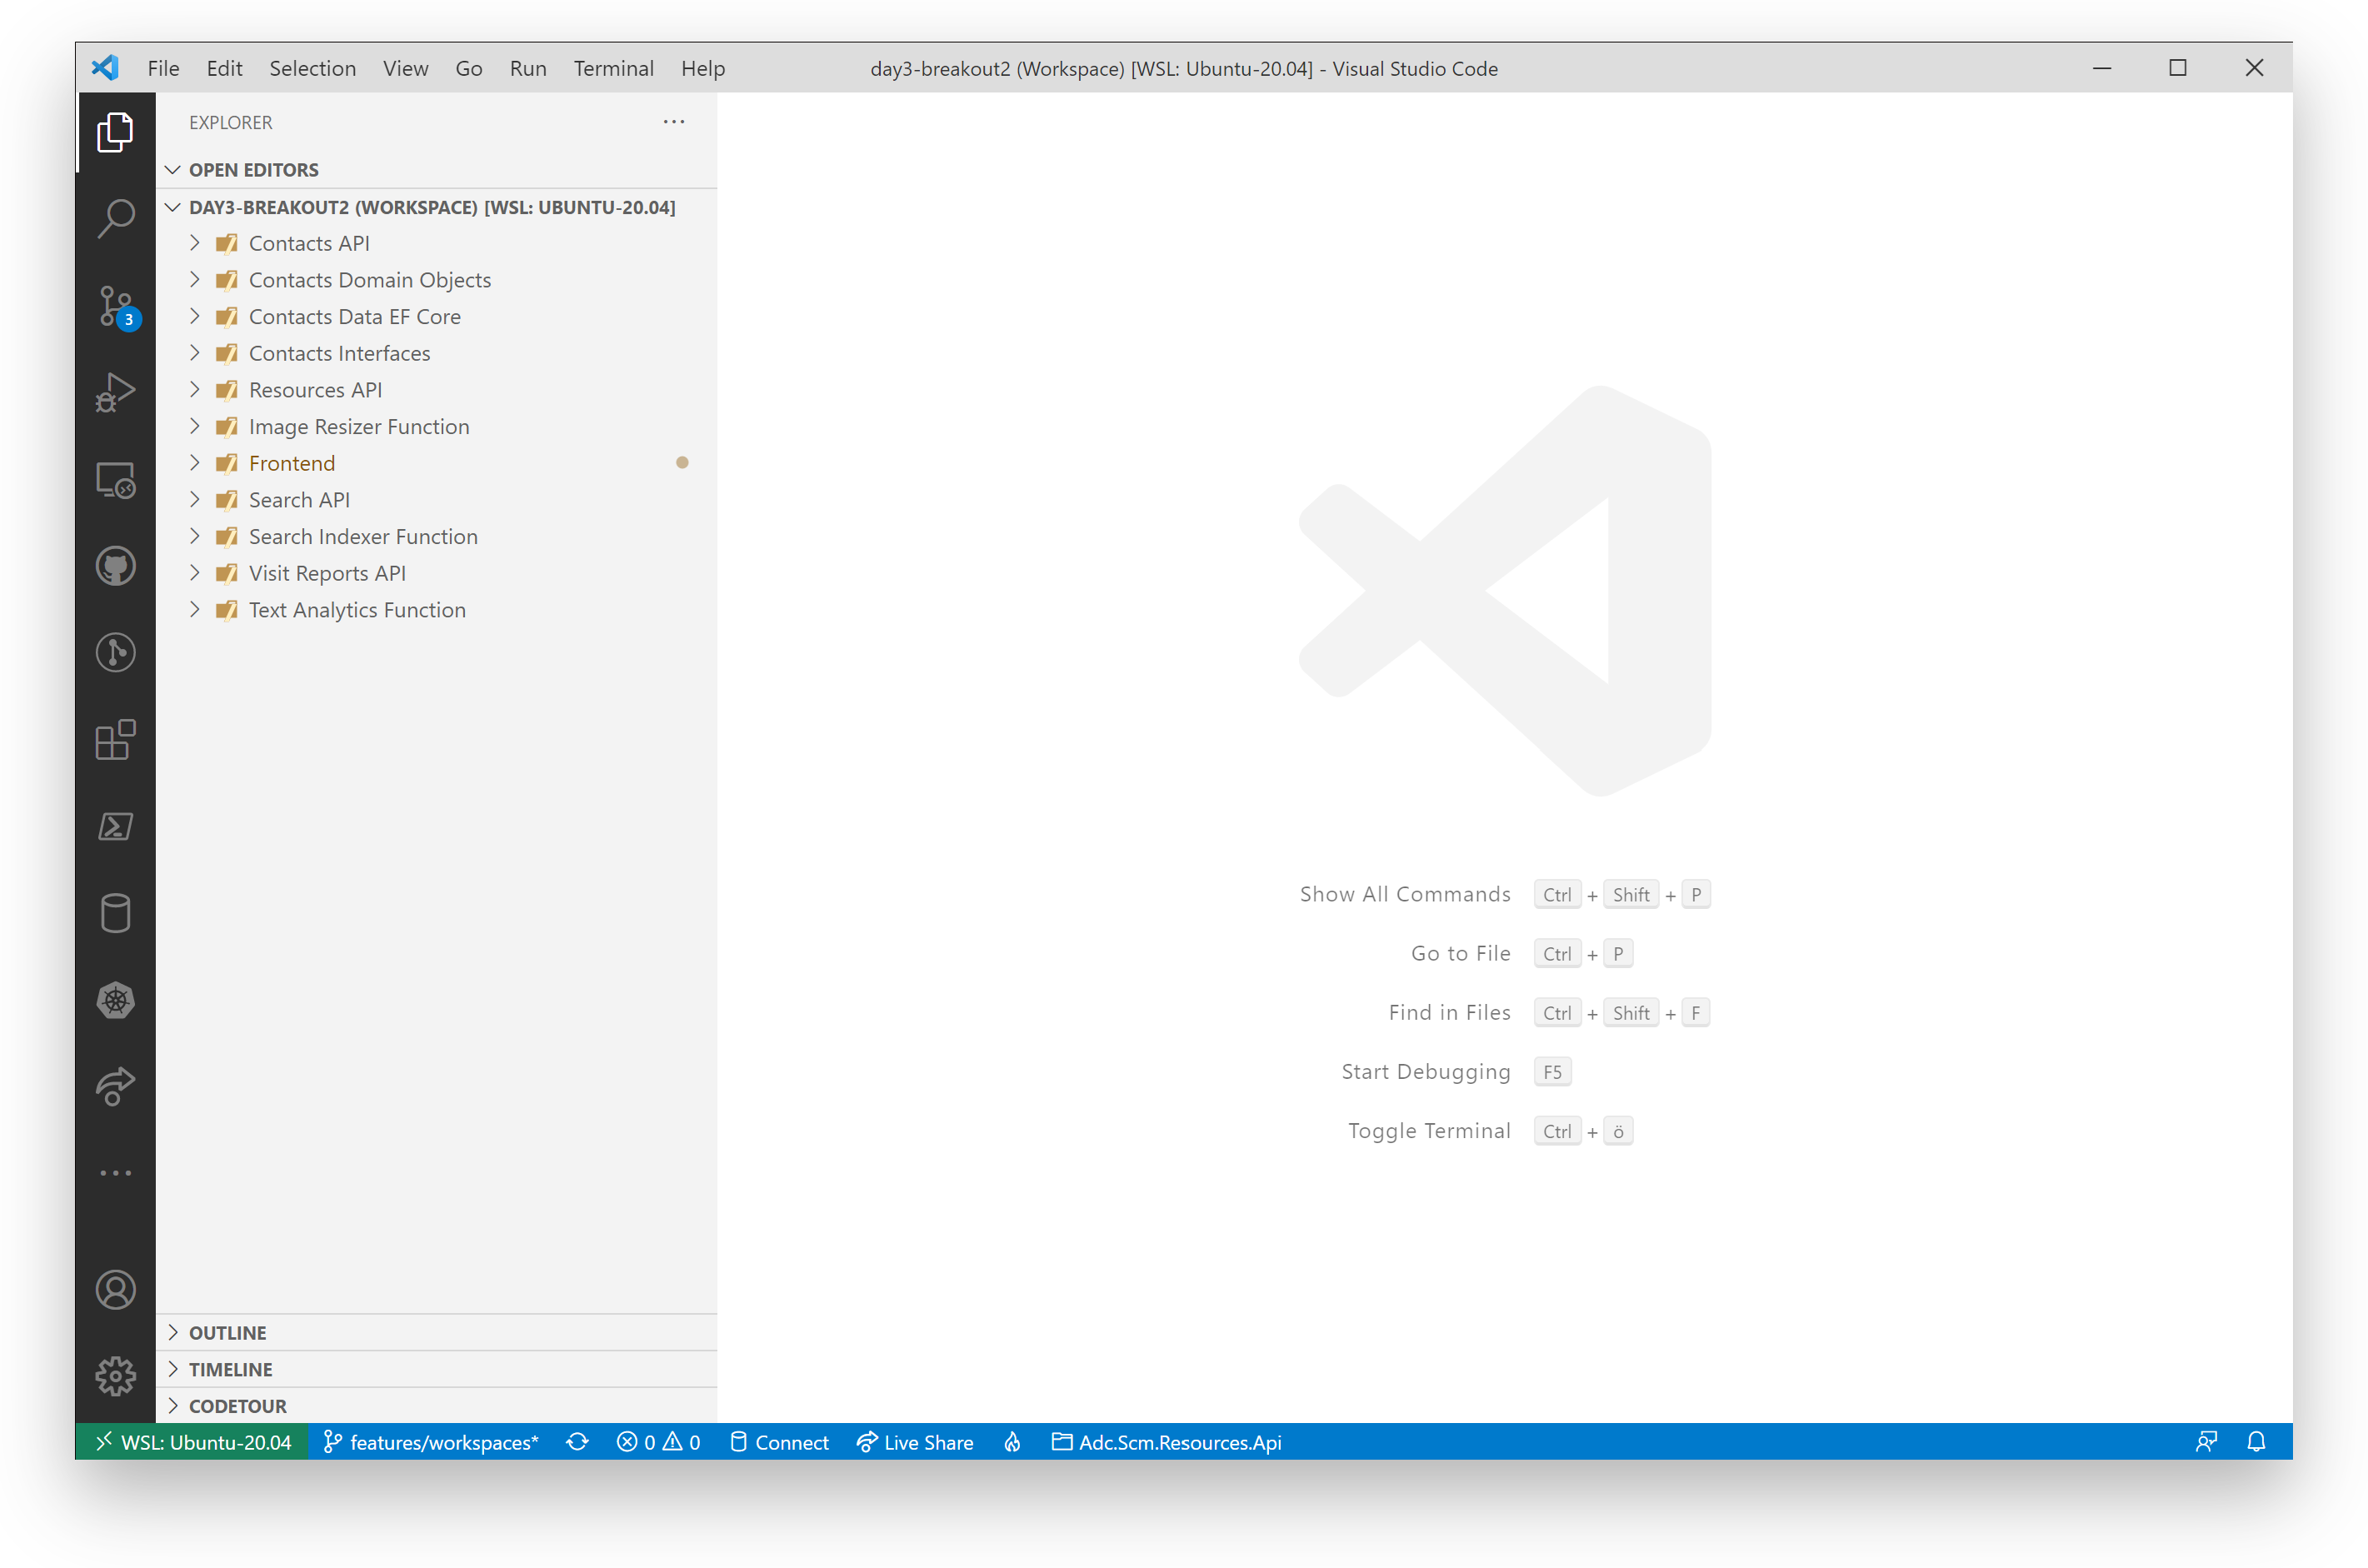 File Edit Selection View Go Run Terminal Help day3-breakout2 (Workspace) [WSL: Ubuntu-20.04] - Visual Studio Code
EXPLORER
OPEN EDITORS
DAY3-BREAKOUT2 (WORKSPACE) [WSL: UBUNTU-20.04]
Contacts API
Contacts Domain Objects
Contacts Data EF Core
Contacts Interfaces
Resources API
Image Resizer Function
Frontend
Search API
Search Indexer Function
Visit Reports API
Text Analytics Function
3
Show All Commands Ctrl + Shift + P
Go to File Ctrl + P
Find in Files Ctrl + Shift + F
Start Debugging F5
Toggle Terminal Ctrl + ö
OUTLINE
TIMELINE
CODETOUR
WSL: Ubuntu-20.04 features/workspaces* 0 0 Connect Live Share Adc.Scm.Resources.Api